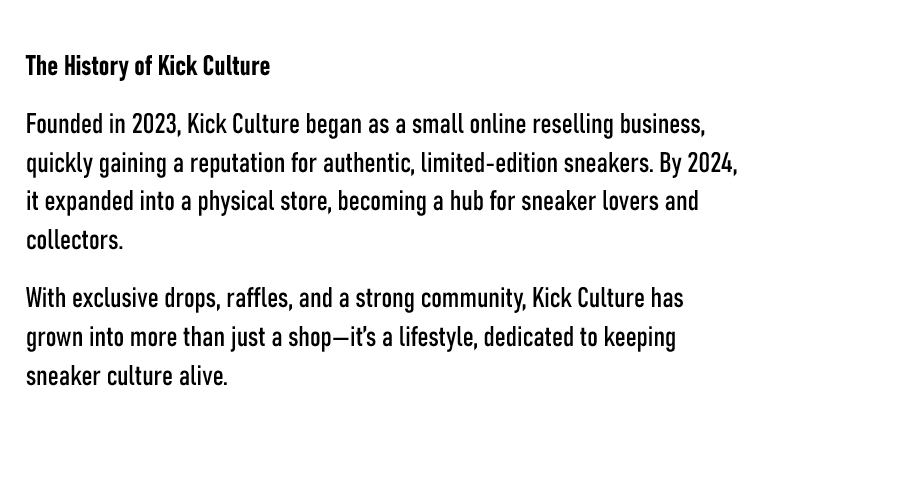 The History of Kick Culture
Founded in 2023, Kick Culture began as a small online reselling business,
quickly gaining a reputation for authentic, limited-edition sneakers. By 2024,
it expanded into a physical store, becoming a hub for sneaker lovers and
collectors.
With exclusive drops, raffles, and a strong community, Kick Culture has
grown into more than just a shop—it’s a lifestyle, dedicated to keeping
sneaker culture alive.